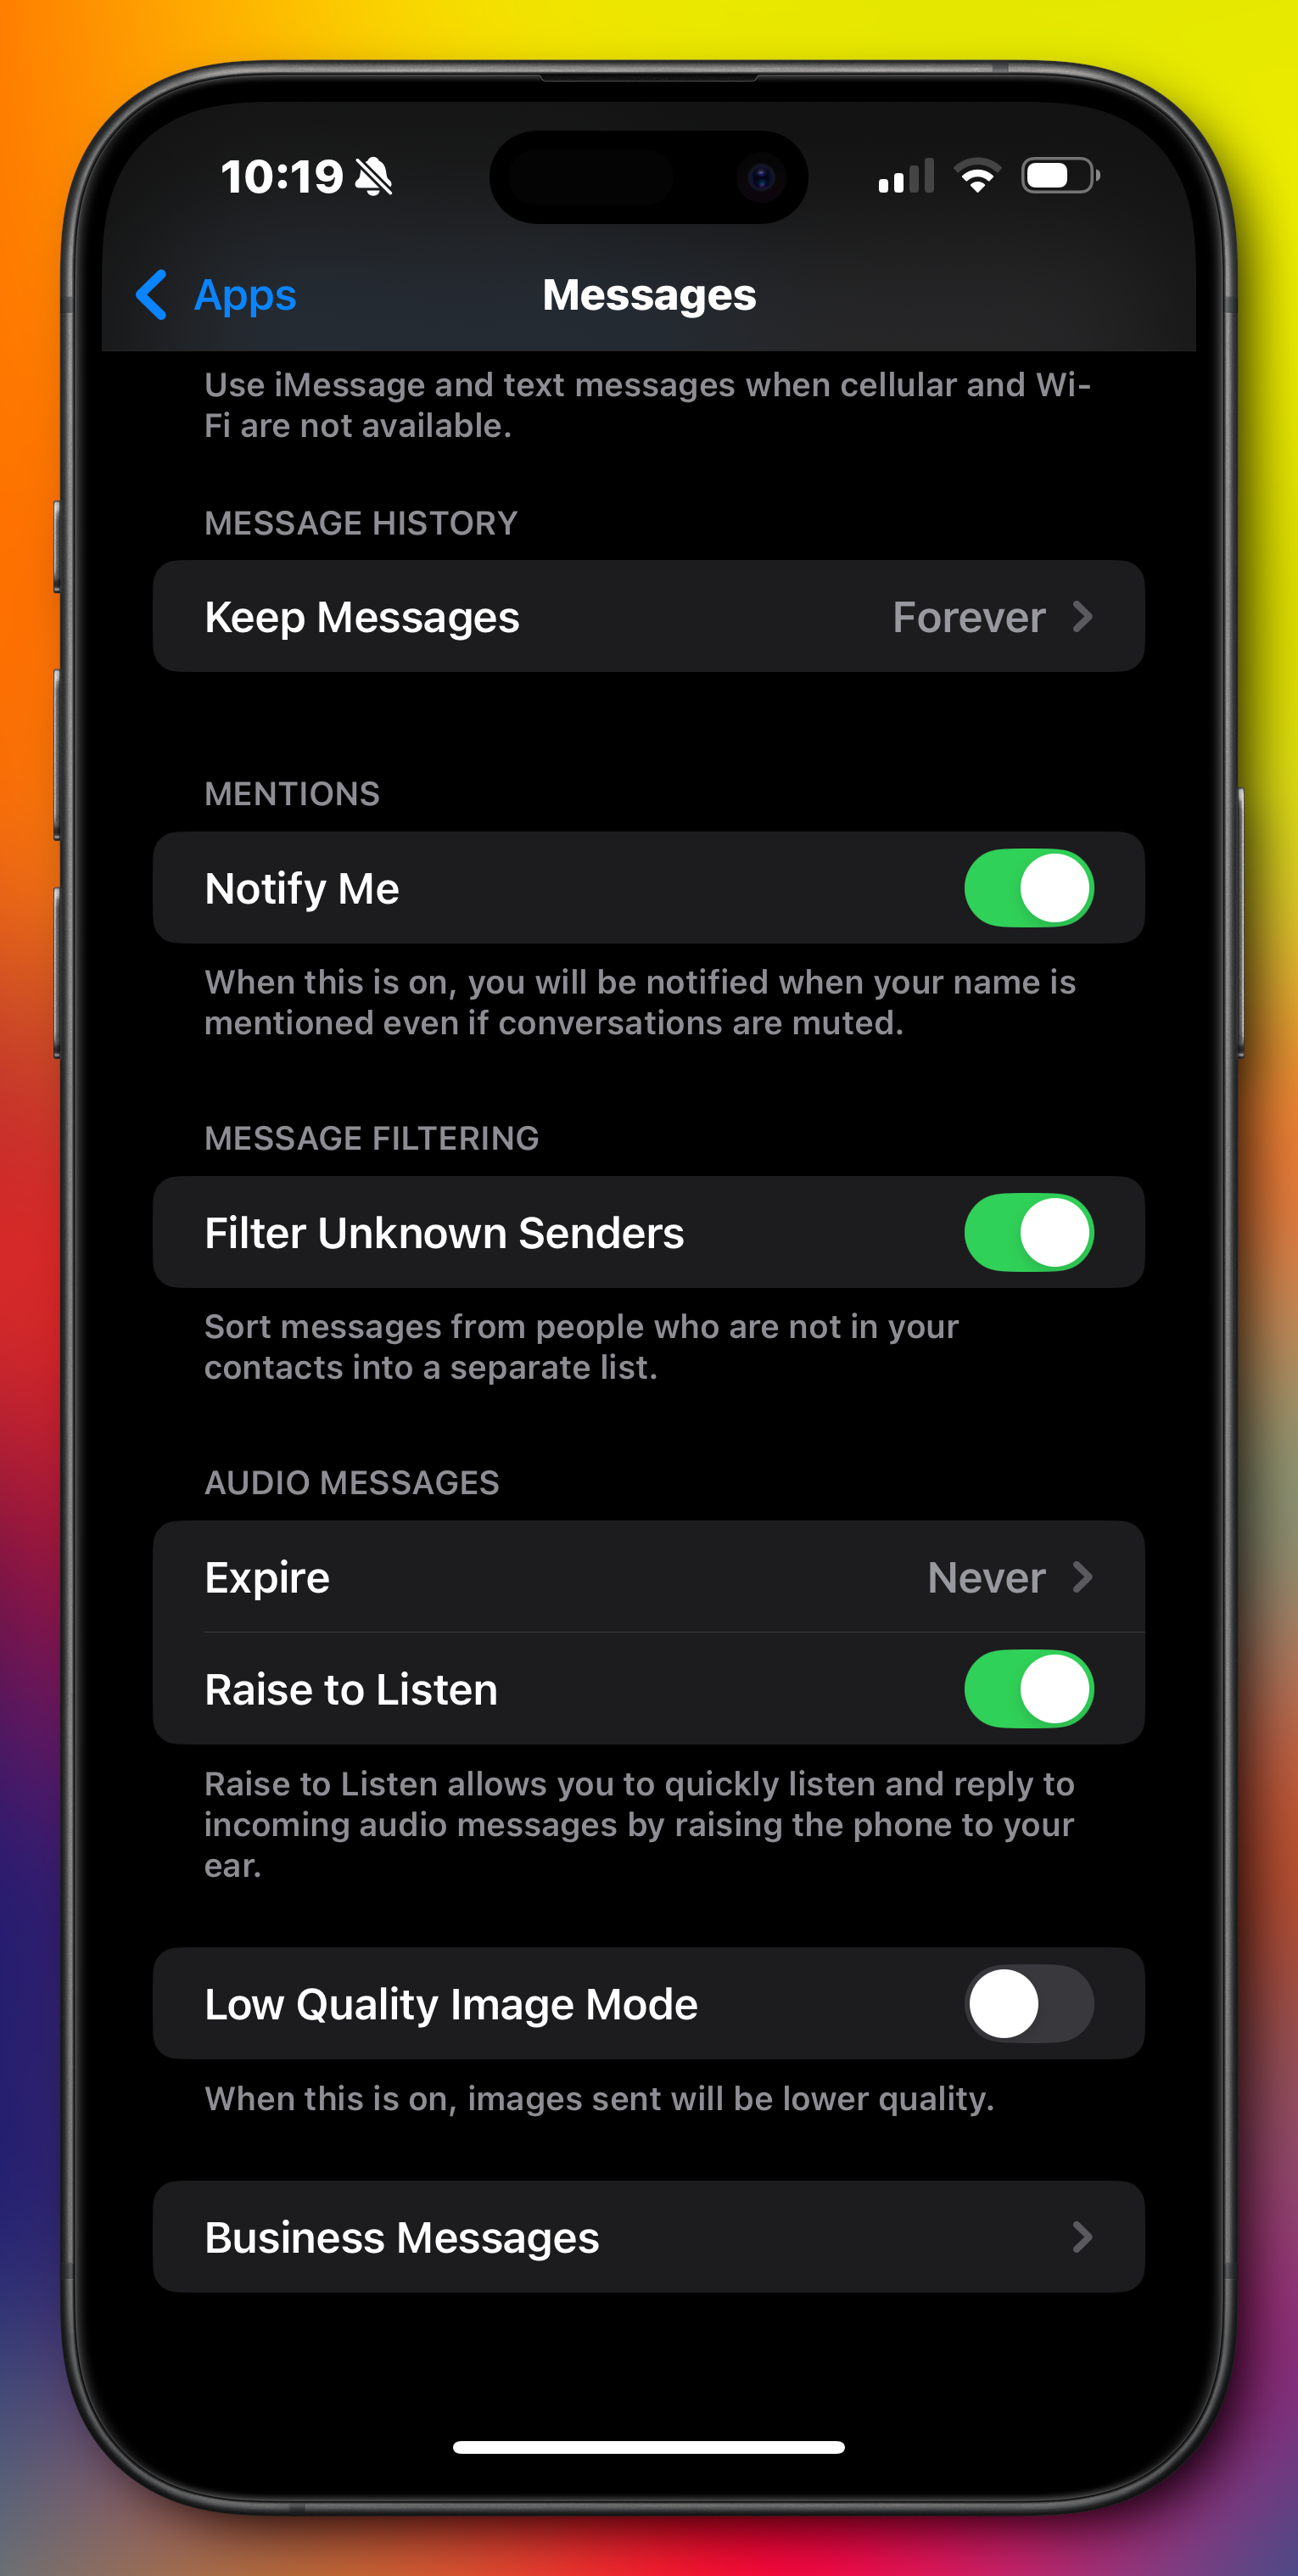 10:19
Apps
Messages
Use iMessage and text messages when cellular and Wi-
Fi are not available.
MESSAGE HISTORY
Keep Messages Forever
MENTIONS
Notify Me
When this is on, you will be notified when your name is
mentioned even if conversations are muted.
MESSAGE FILTERING
Filter Unknown Senders
Sort messages from people who are not in your
contacts into a separate list.
AUDIO MESSAGES
Expire Never
Raise to Listen
Raise to Listen allows you to quickly listen and reply to
incoming audio messages by raising the phone to your
ear.
Low Quality Image Mode
When this is on, images sent will be lower quality.
Business Messages